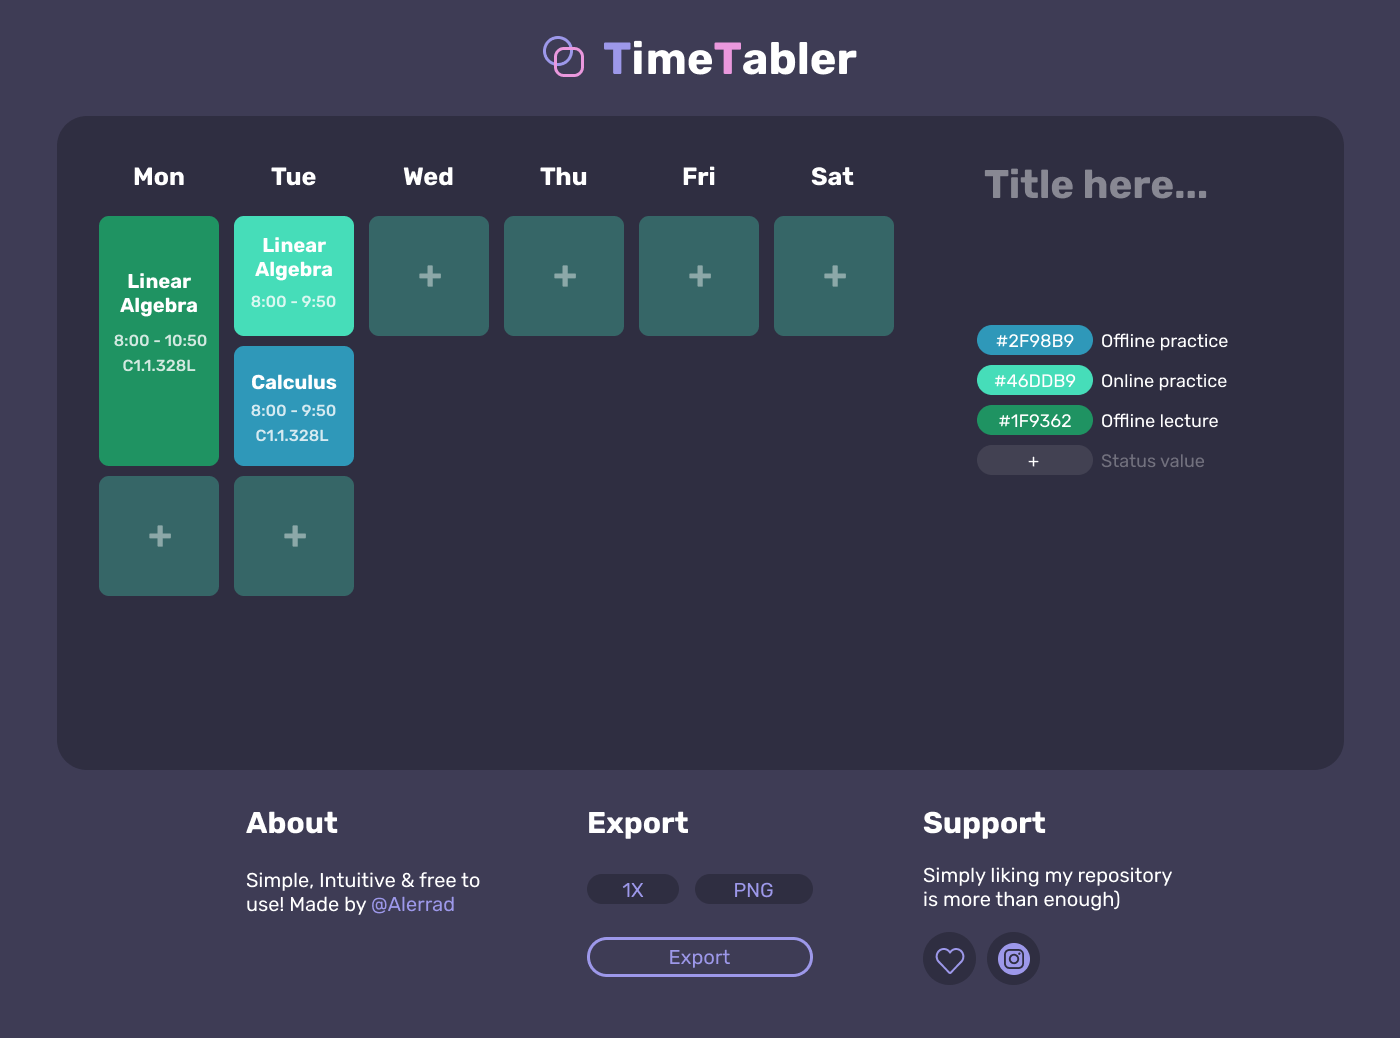 TimeTabler
Mon
Tue
Wed
Thu
Fri
Sat
Title here...
Linear
Algebra
8:00 - 10:50
C1.1.328L
+
Linear
Algebra
8:00 - 9:50
Calculus
8:00 - 9:50
C1.1.328L
+
+
+
+
+
#2F98B9 Offline practice
#46DDB9 Online practice
#1F9362 Offline lecture
+ Status value
About
Simple, Intuitive & free to
use! Made by @Alerrad
Export
1X
PNG
Export
Support
Simply liking my repository
is more than enough)